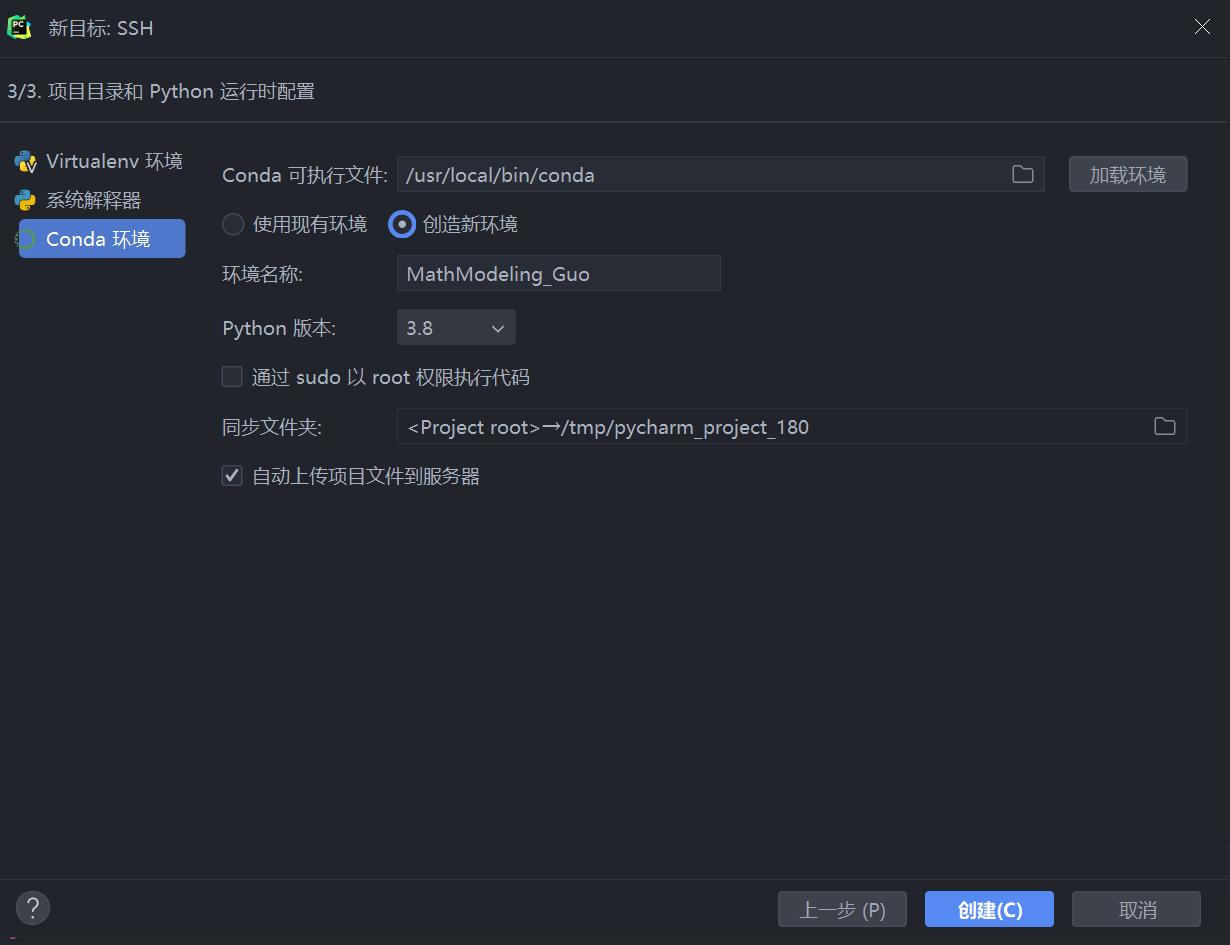 新目标: SSH
3/3. 项目目录和 Python 运行时配置
Virtualenv 环境
系统解释器
Conda 环境
Conda 可执行文件: /usr/local/bin/conda 加载环境
使用现有环境 创造新环境
环境名称: MathModeling_Guo
Python 版本: 3.8
通过 sudo 以 root 权限执行代码
同步文件夹: <Project root>→/tmp/pycharm_project_180
自动上传项目文件到服务器
? 上一步 (P) 创建(C) 取消